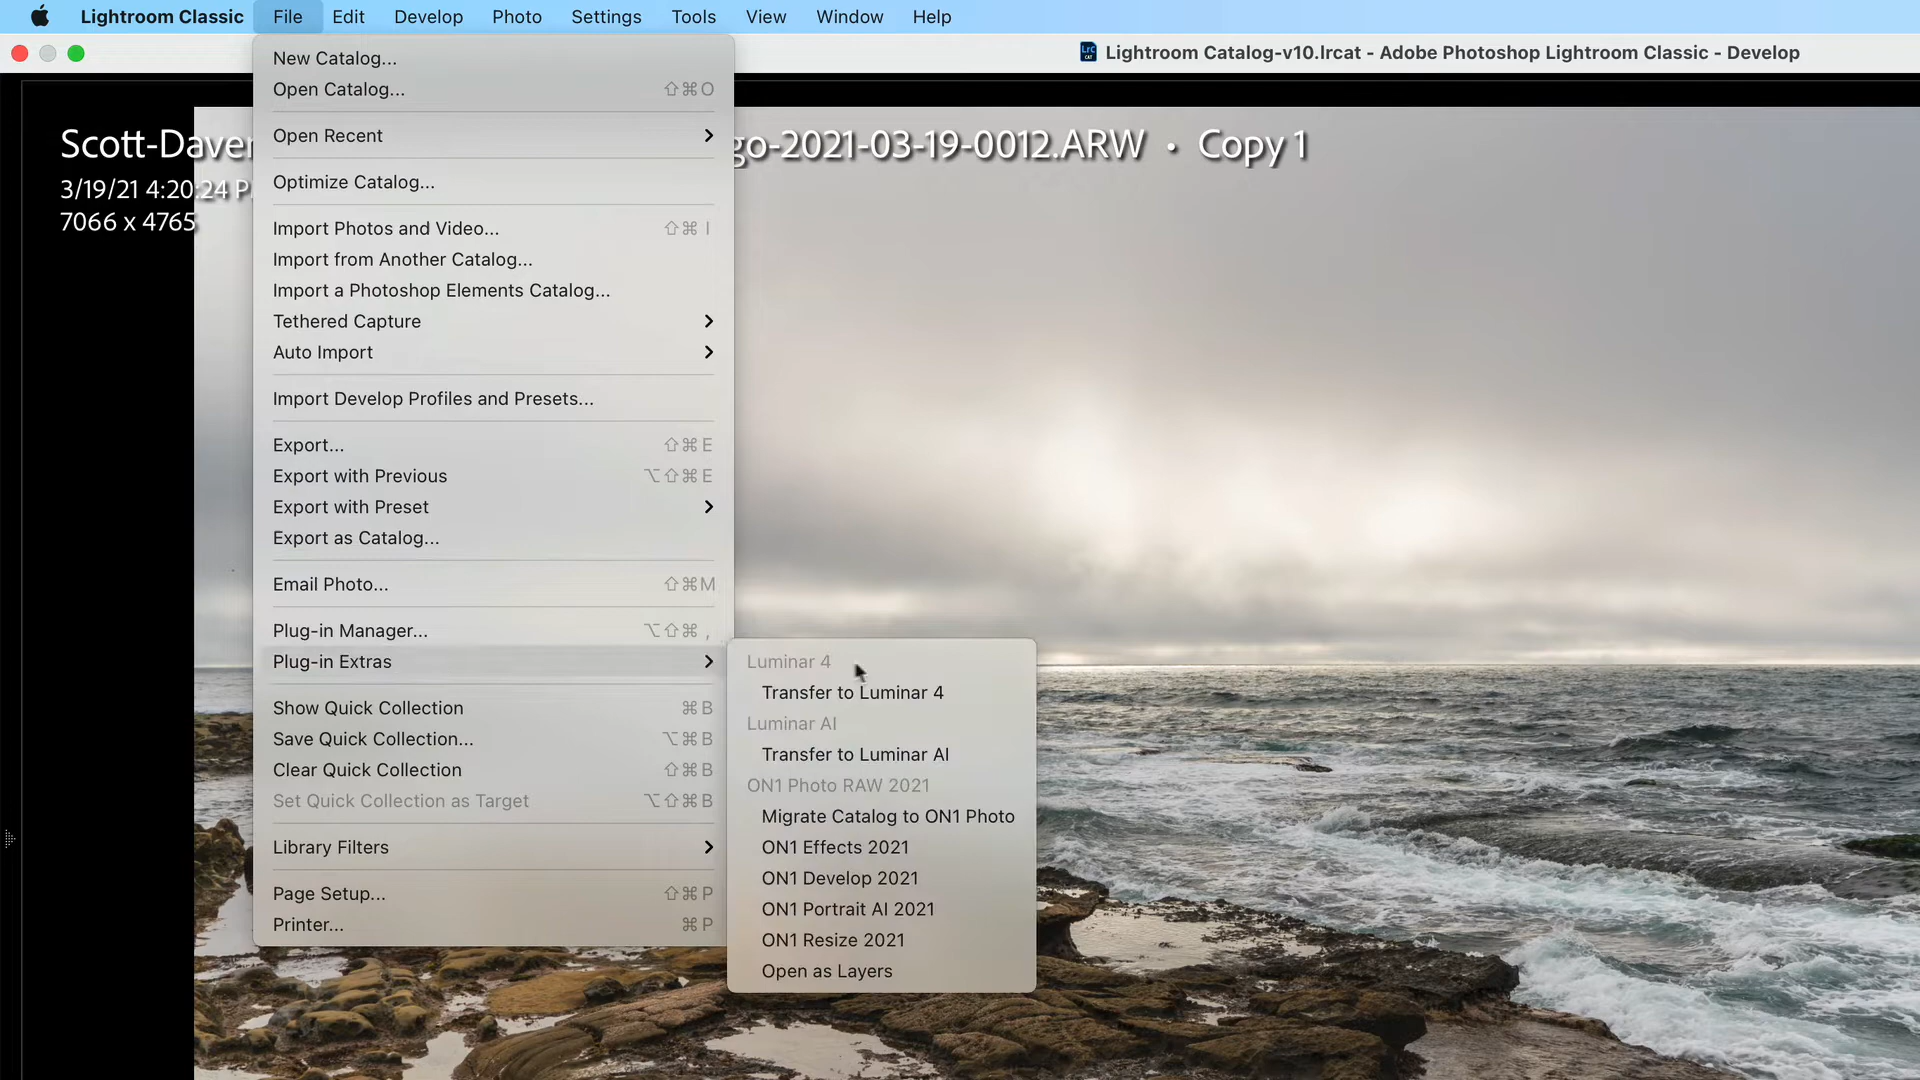 Lightroom Classic File Edit Develop Photo Settings Tools View Window Help
Lightroom Catalog-v10.lrcat - Adobe Photoshop Lightroom Classic - Develop
New Catalog...
Open Catalog... ⇧⌘O
Open Recent
Scott-Daven go-2021-03-19-0012.ARW • Copy 1
Optimize Catalog...
3/19/21 4:20:24 P
7066 x 4765
Import Photos and Video... ⇧⌘I
Import from Another Catalog...
Import a Photoshop Elements Catalog...
Tethered Capture
Auto Import
Import Develop Profiles and Presets...
Export... ⇧⌘E
Export with Previous ⌥⇧⌘E
Export with Preset
Export as Catalog...
Email Photo... ⇧⌘M
Plug-in Manager... ⌥⇧⌘,
Plug-in Extras
Show Quick Collection ⌘B
Save Quick Collection... ⌥⌘B
Clear Quick Collection ⇧⌘B
Set Quick Collection as Target ⌥⇧⌘B
Library Filters
Page Setup... ⇧⌘P
Printer... ⌘P
Luminar 4
Transfer to Luminar 4
Luminar AI
Transfer to Luminar AI
ON1 Photo RAW 2021
Migrate Catalog to ON1 Photo
ON1 Effects 2021
ON1 Develop 2021
ON1 Portrait AI 2021
ON1 Resize 2021
Open as Layers